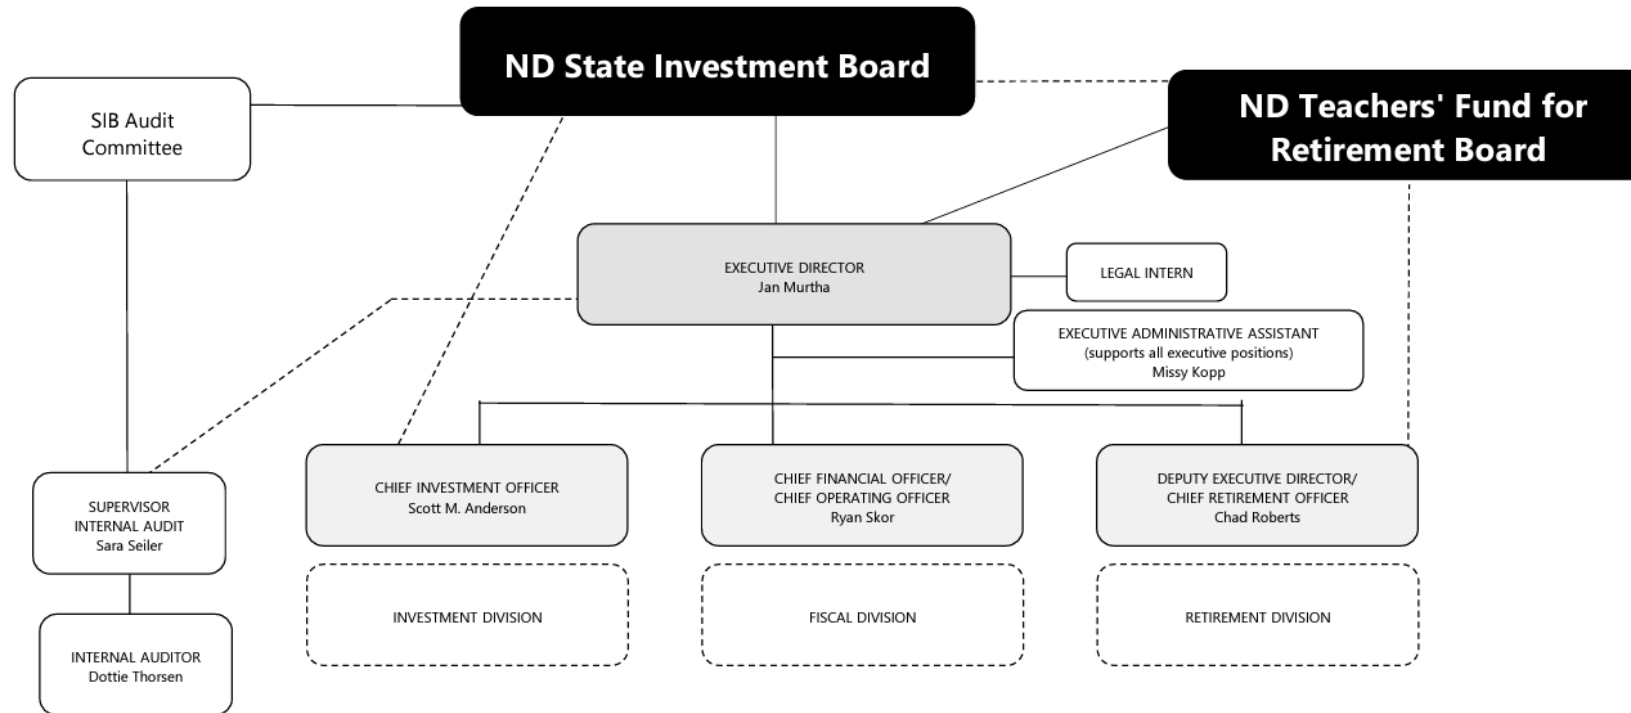 ND State Investment Board
ND Teachers' Fund for
Retirement Board
SIB Audit
Committee
EXECUTIVE DIRECTOR
Jan Murtha
LEGAL INTERN
EXECUTIVE ADMINISTRATIVE ASSISTANT
(supports all executive positions)
Missy Kopp
SUPERVISOR
INTERNAL AUDIT
Sara Seiler
CHIEF INVESTMENT OFFICER
Scott M. Anderson
CHIEF FINANCIAL OFFICER/
CHIEF OPERATING OFFICER
Ryan Skor
DEPUTY EXECUTIVE DIRECTOR/
CHIEF RETIREMENT OFFICER
Chad Roberts
INTERNAL AUDITOR
Dottie Thorsen
INVESTMENT DIVISION
FISCAL DIVISION
RETIREMENT DIVISION